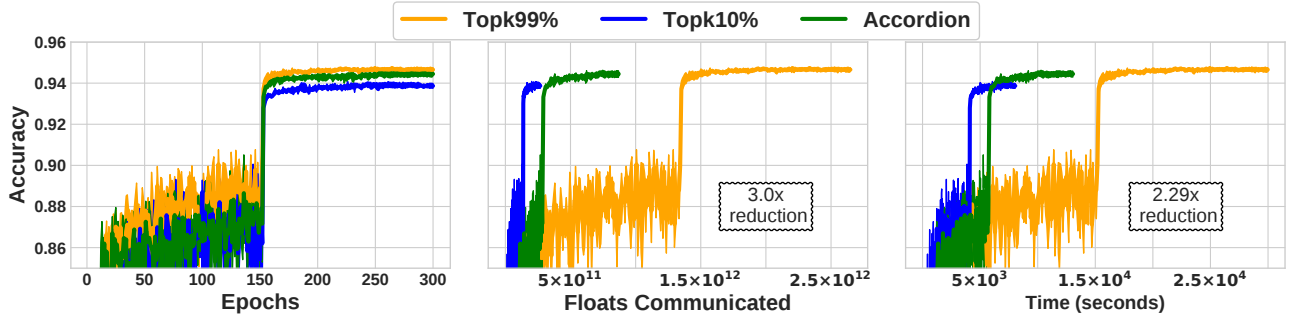 Topk99% Topk10% Accordion
Accuracy
0.96
0.94
0.92
0.90
0.88
0.86
0 50 100 150 200 250 300
Epochs
3.0x
reduction
5×10¹¹ 1.5×10¹² 2.5×10¹²
Floats Communicated
2.29x
reduction
5×10³ 1.5×10⁴ 2.5×10⁴
Time (seconds)